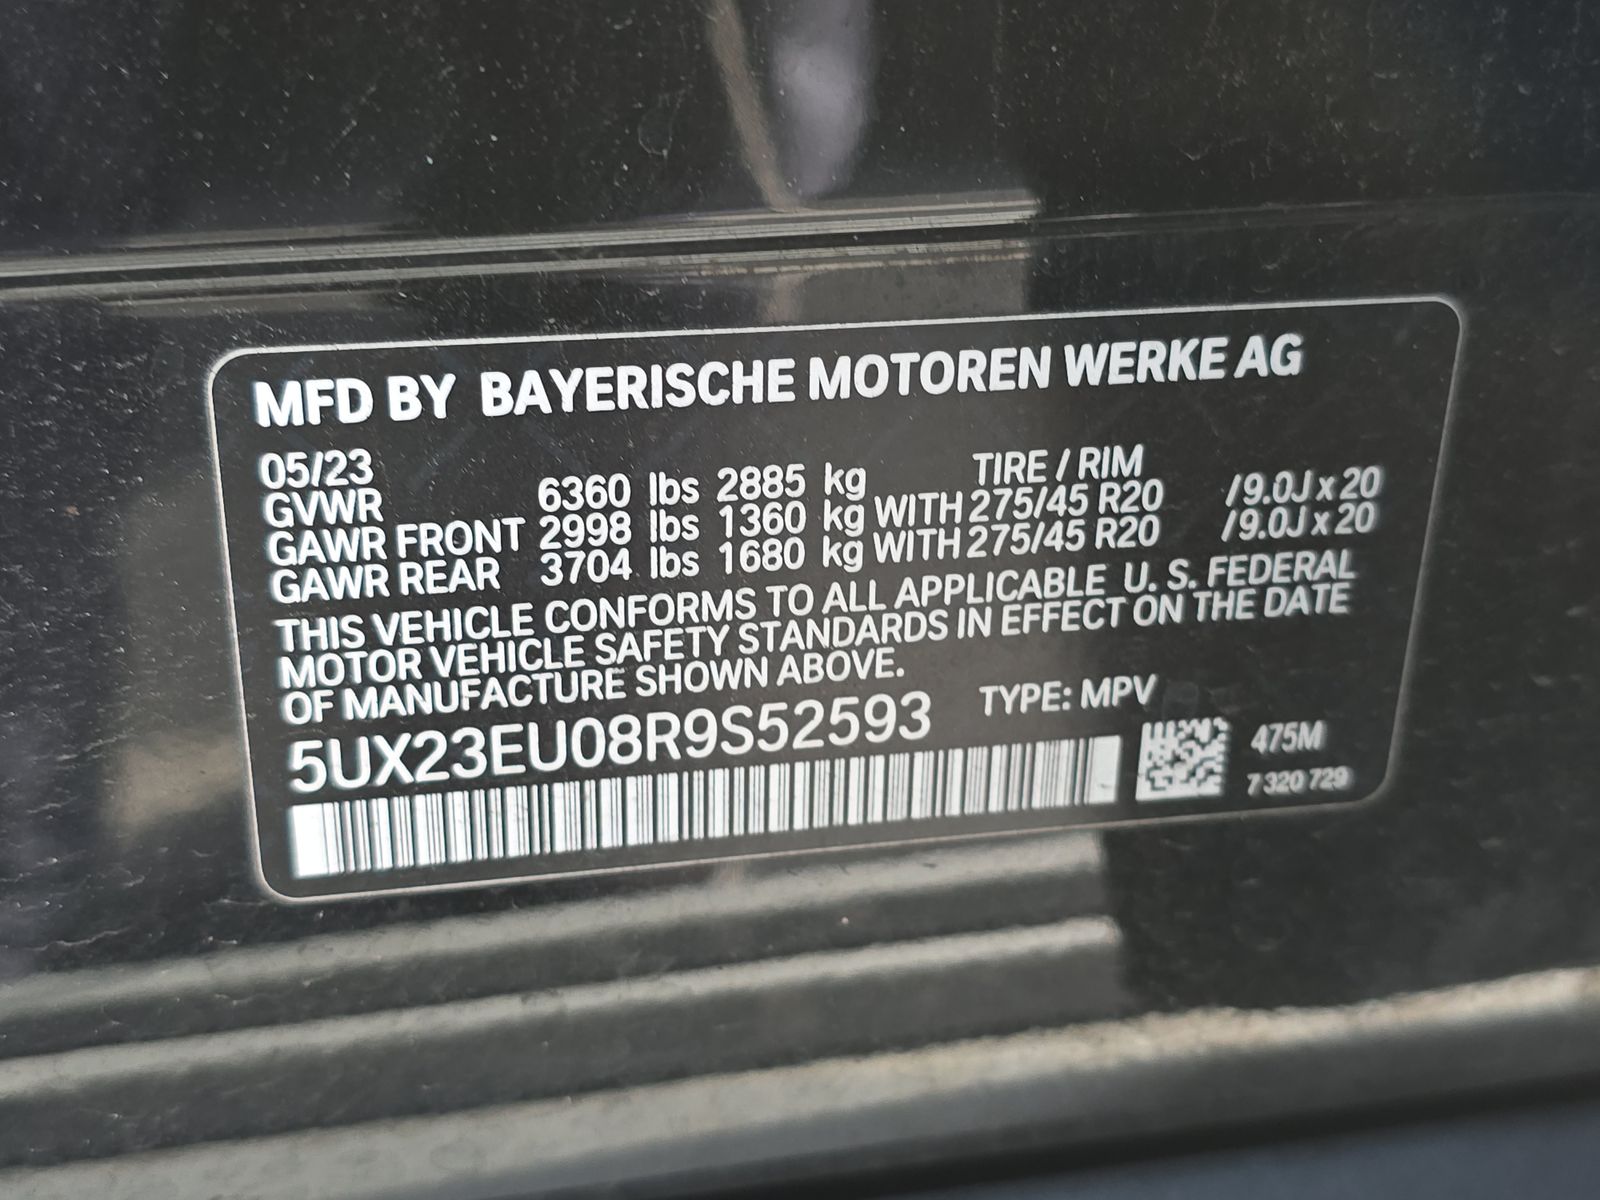 MFD BY BAYERISCHE MOTOREN WERKE AG
05/23 TIRE / RIM
GVWR 6360 lbs 2885 kg
GAWR FRONT 2998 lbs 1360 kg WITH 275/45 R20 /9.0J x 20
GAWR REAR 3704 lbs 1680 kg WITH 275/45 R20 /9.0J x 20
THIS VEHICLE CONFORMS TO ALL APPLICABLE U. S. FEDERAL
MOTOR VEHICLE SAFETY STANDARDS IN EFFECT ON THE DATE
OF MANUFACTURE SHOWN ABOVE.
5UX23EU08R9S52593 TYPE: MPV
475M
7 320 729